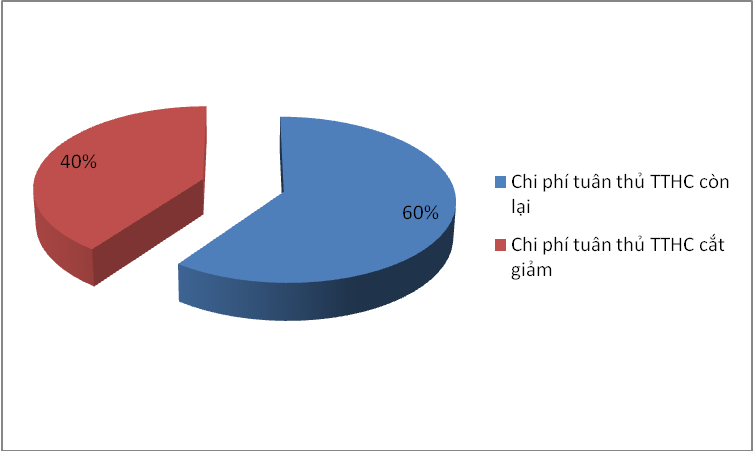 40%
60%
Chi phí tuân thủ TTHC còn
lại
Chi phí tuân thủ TTHC cắt
giảm